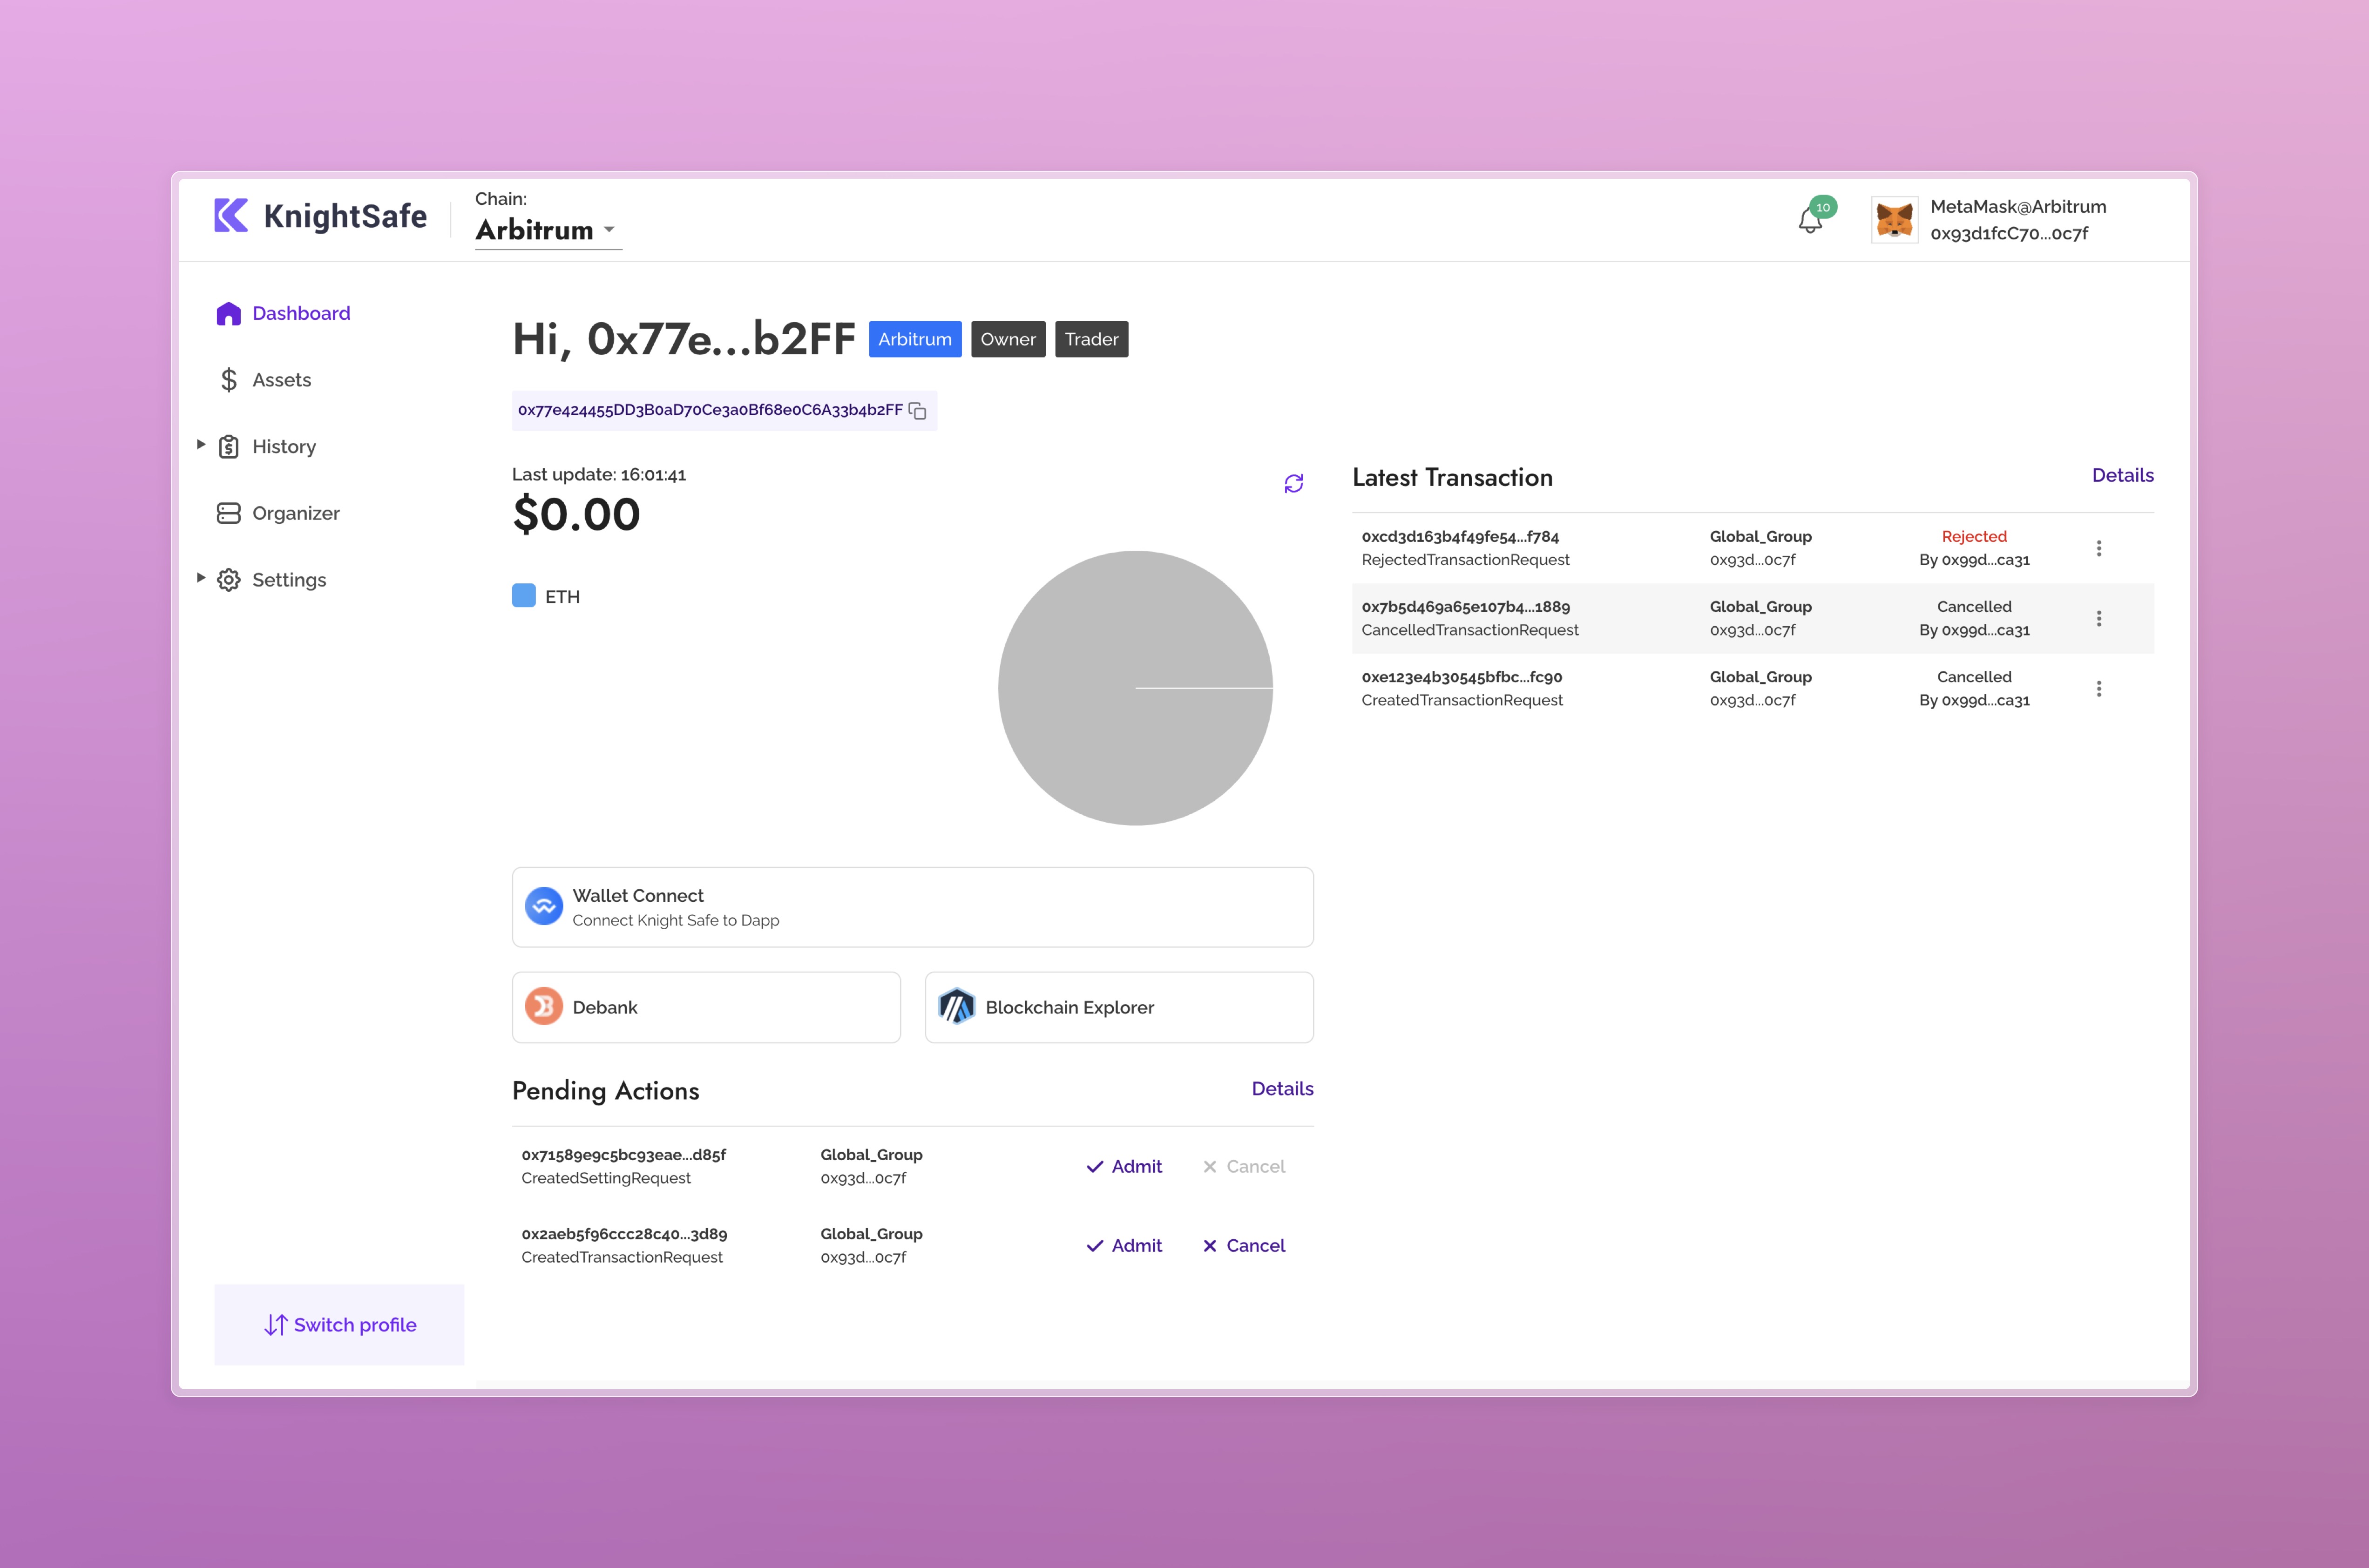 KnightSafe
Chain:
Arbitrum
10
MetaMask@Arbitrum
0x93d1fcC70...0c7f
Dashboard
Assets
History
Organizer
Settings
Switch profile
Hi, 0x77e...b2FF
Arbitrum
Owner
Trader
0x77e424455DD3B0aD70Ce3a0Bf68e0C6A33b4b2FF
Last update: 16:01:41
$0.00
ETH
Wallet Connect
Connect Knight Safe to Dapp
Debank
Blockchain Explorer
Pending Actions
Details
0x71589e9c5bc93eae...d85f
CreatedSettingRequest
Global_Group
0x93d...0c7f
Admit
Cancel
0x2aeb5f96ccc28c40...3d89
CreatedTransactionRequest
Global_Group
0x93d...0c7f
Admit
Cancel
Latest Transaction
Details
0xcd3d163b4f49fe54...f784
RejectedTransactionRequest
Global_Group
0x93d...0c7f
Rejected
By 0x99d...ca31
0x7b5d469a65e107b4...1889
CancelledTransactionRequest
Global_Group
0x93d...0c7f
Cancelled
By 0x99d...ca31
0xe123e4b30545bfbc...fc90
CreatedTransactionRequest
Global_Group
0x93d...0c7f
Cancelled
By 0x99d...ca31